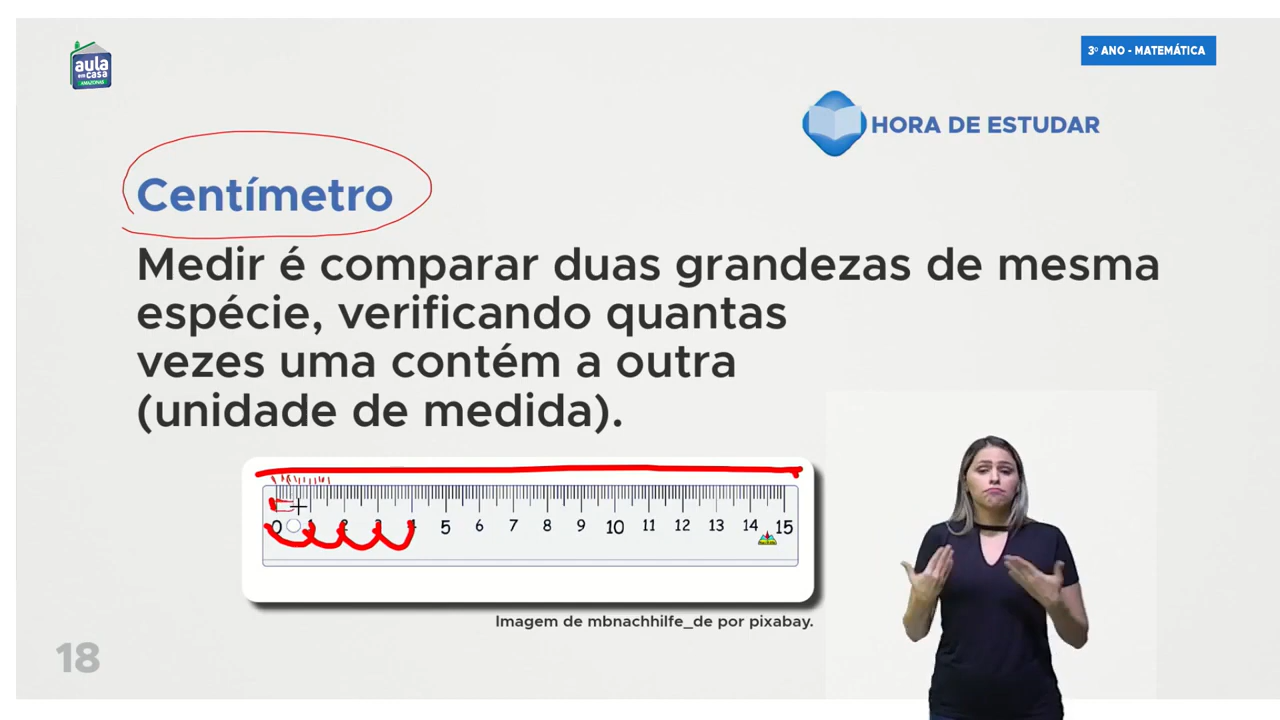 aula
em casa
AMAZONAS
3º ANO - MATEMÁTICA
HORA DE ESTUDAR
Centímetro
Medir é comparar duas grandezas de mesma
espécie, verificando quantas
vezes uma contém a outra
(unidade de medida).
0 1 2 3 4 5 6 7 8 9 10 11 12 13 14 15
Imagem de mbnachhilfe_de por pixabay.
18